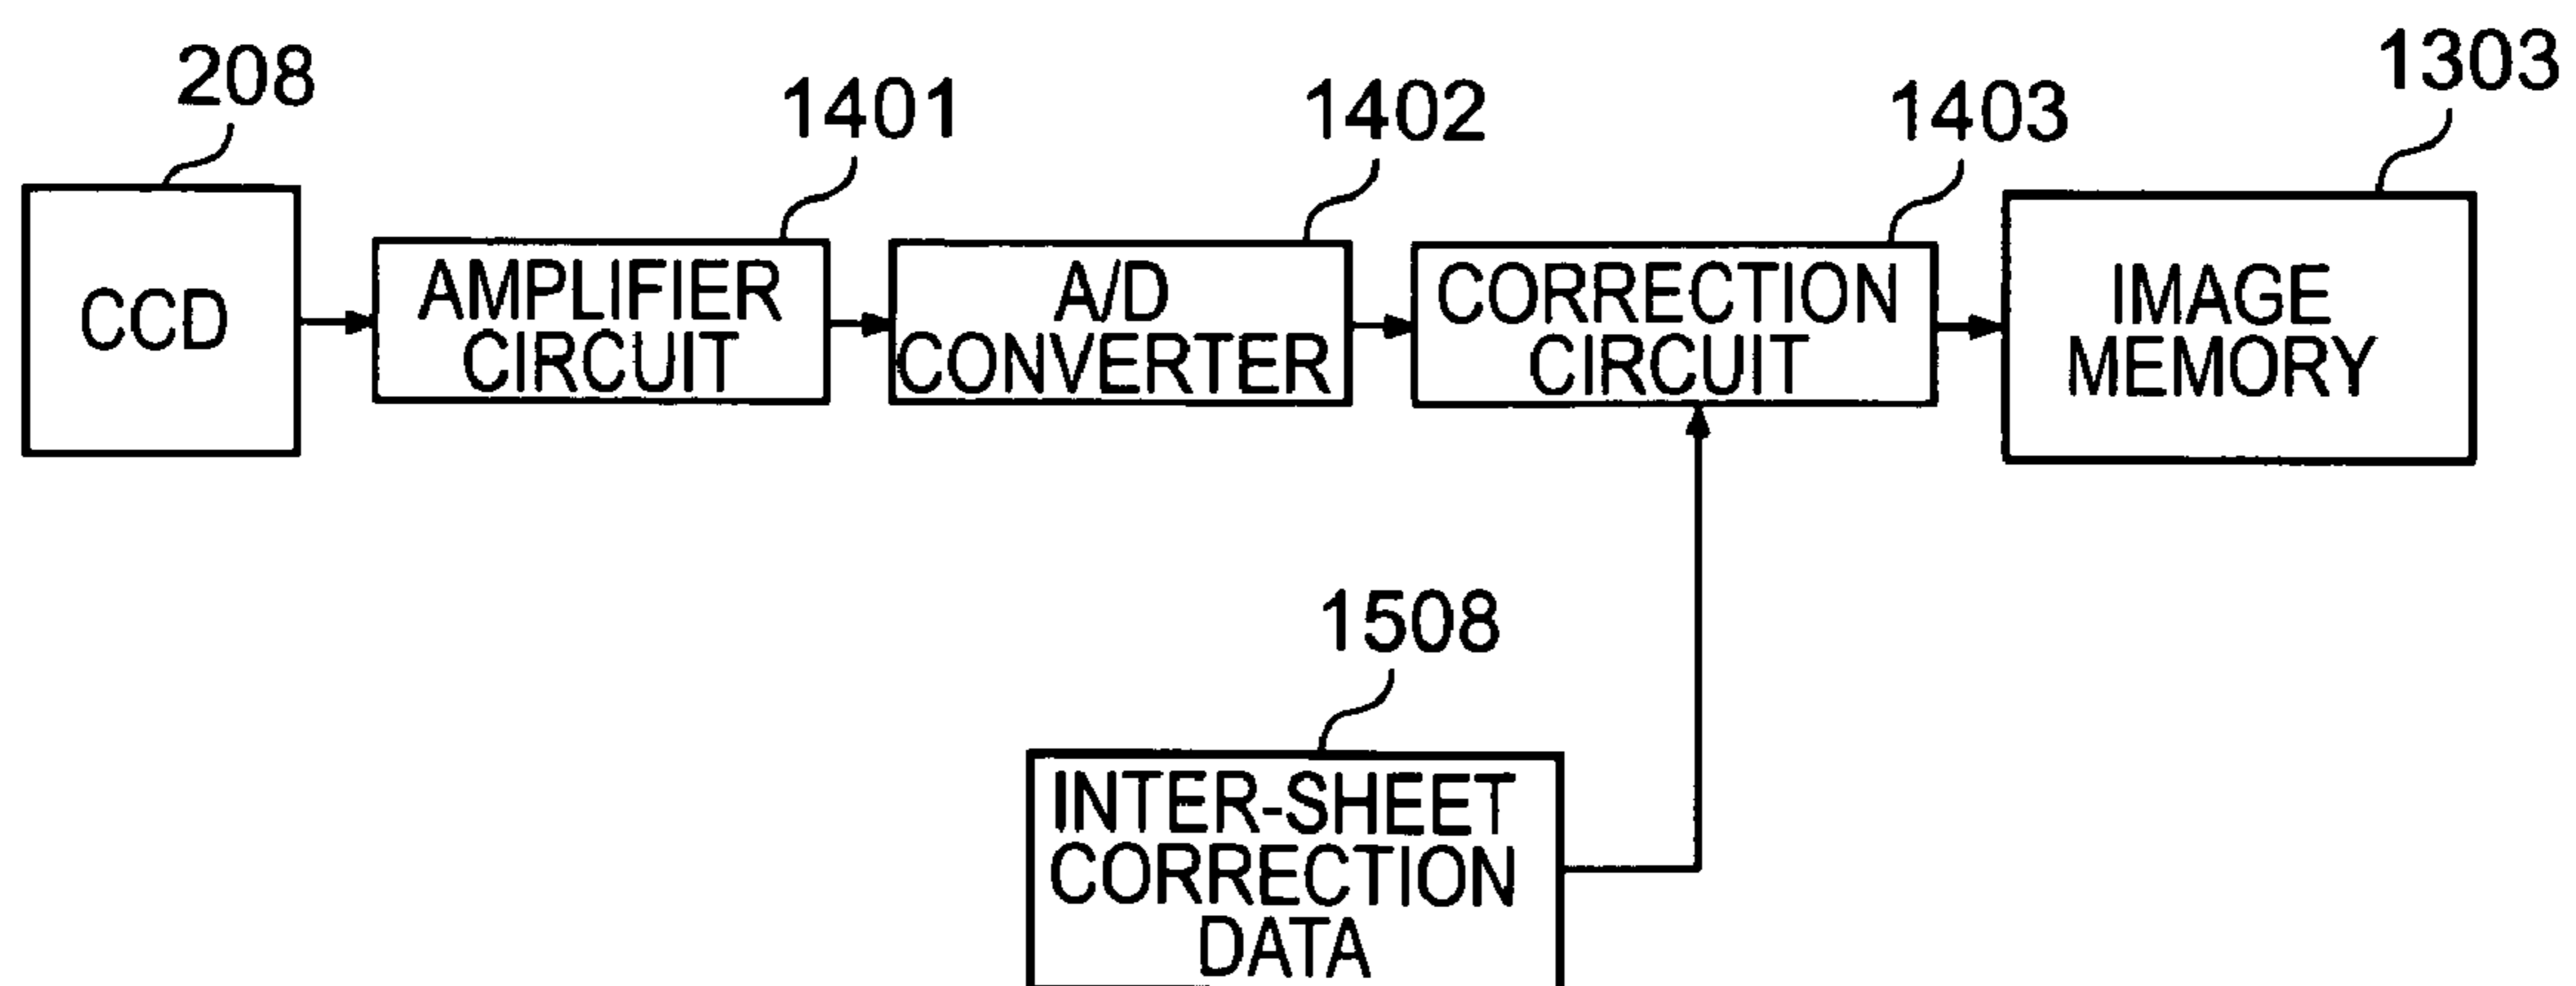 208
1401
1402
1403
1303
CCD
AMPLIFIER
CIRCUIT
A/D
CONVERTER
CORRECTION
CIRCUIT
IMAGE
MEMORY
1508
INTER-SHEET
CORRECTION
DATA